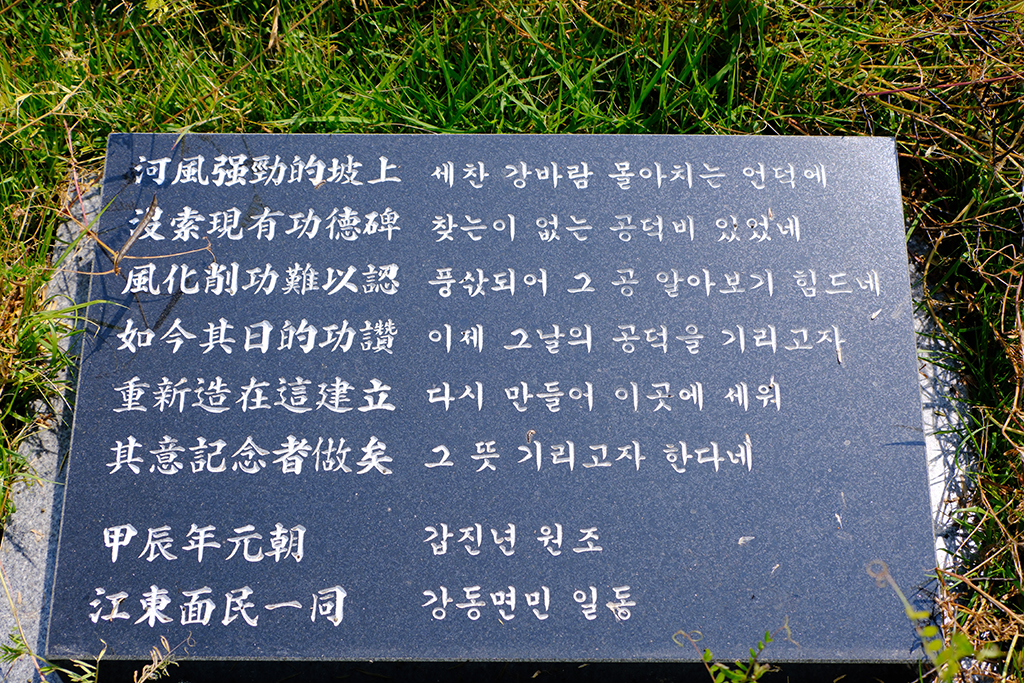 河風强勁的坡上 세찬 강바람 몰아치는 언덕에
沒索現有功德碑 찾는이 없는 공덕비 있었네
風化削功難以認 풍삯되어 그 공 알아보기 힘드네
如今其日的功讚 이제 그날의 공덕을 기리고자
重新造在這建立 다시 만들어 이곳에 세워
其意記念者做矣 그 뜻 기리고자 한다네
甲辰年元朝 갑진년 원조
江東面民一同 강동면민 일동